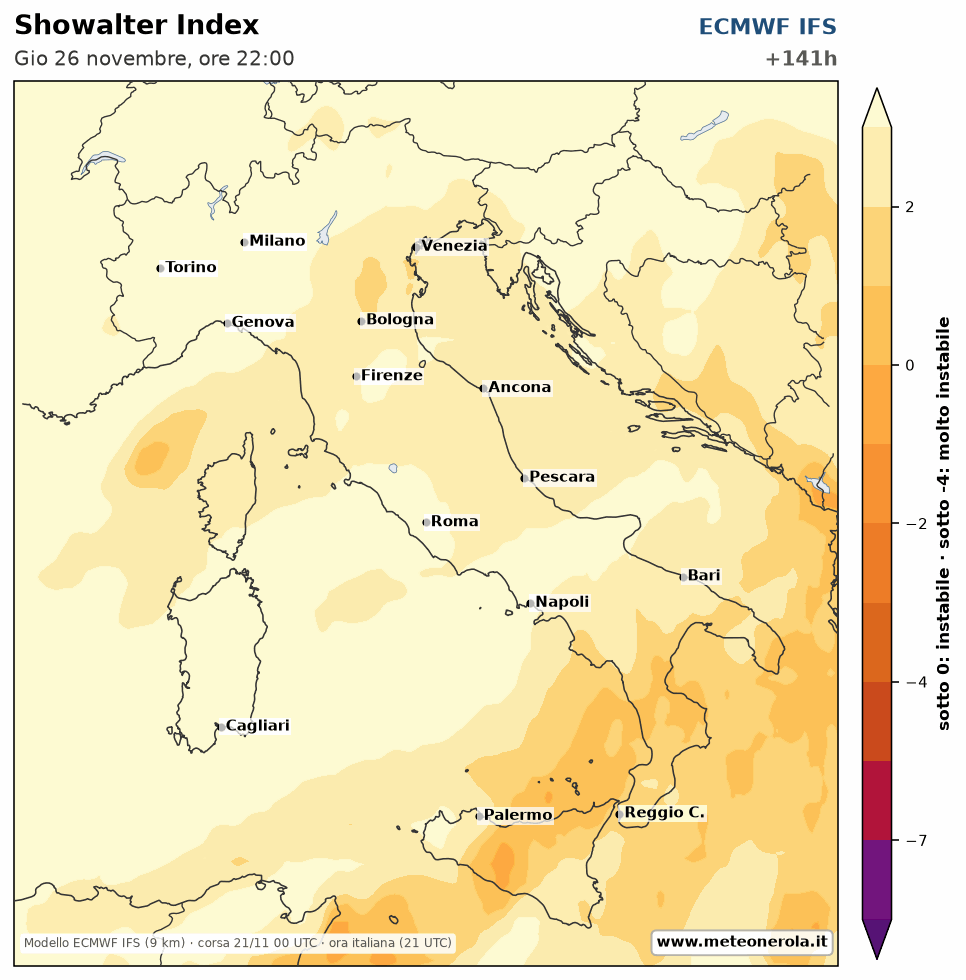 Showalter Index
ECMWF IFS
Gio 26 novembre, ore 22:00
+141h
Milano
Venezia
Torino
Genova
Bologna
Firenze
Ancona
Pescara
Roma
Bari
Napoli
Cagliari
Palermo
Reggio C.
2
0
−2
−4
−7
sotto 0: instabile · sotto -4: molto instabile
Modello ECMWF IFS (9 km) · corsa 21/11 00 UTC · ora italiana (21 UTC)
www.meteonerola.it